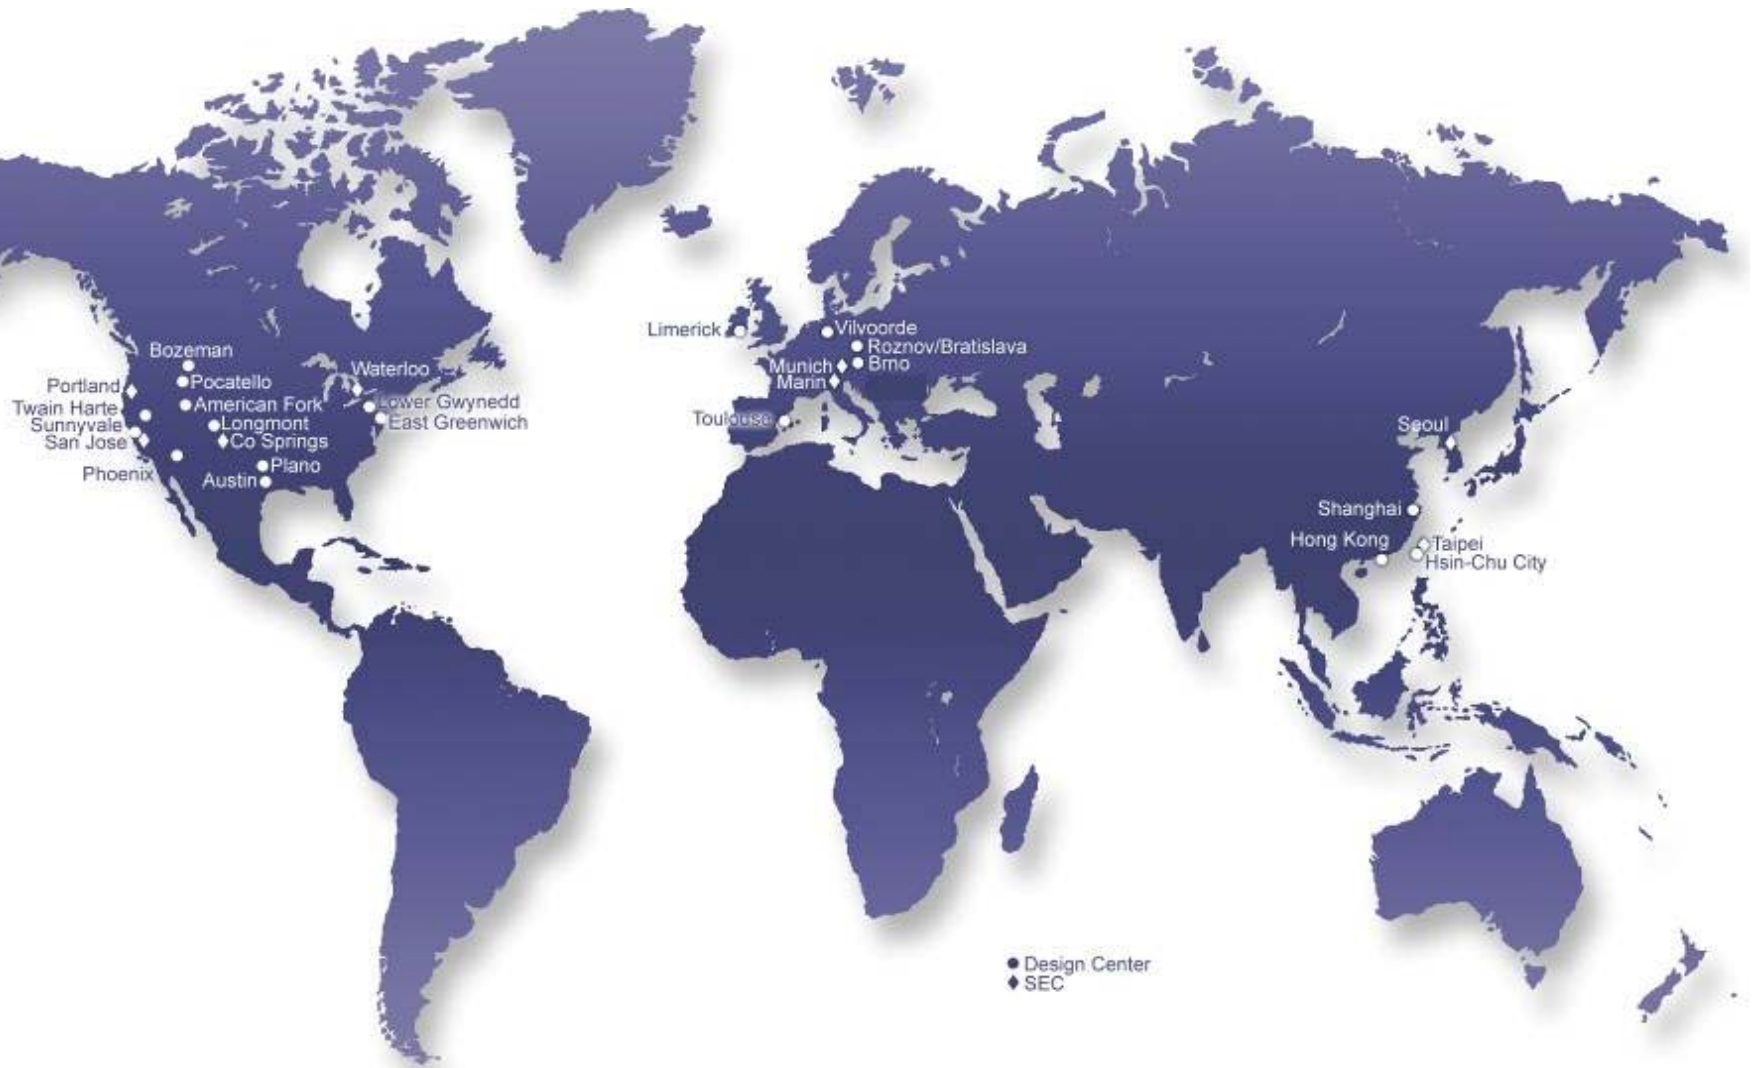 Limerick
Vilvoorde
Roznov/Bratislava
Bozeman
Munich
Brno
Waterloo
Marin
Portland
Pocatello
Twain Harte
American Fork
Lower Gwynedd
Sunnyvale
Longmont
East Greenwich
Toulouse
Seoul
San Jose
Co Springs
Phoenix
Plano
Austin
Shanghai
Hong Kong
Taipei
Hsin-Chu City
Design Center
SEC